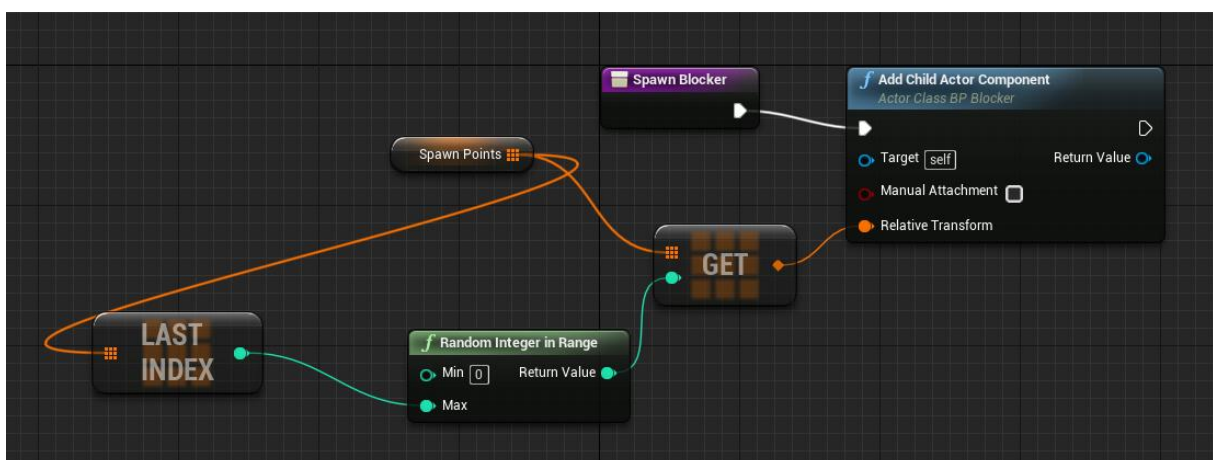 Spawn Blocker
f Add Child Actor Component
Actor Class BP Blocker
Target self
Return Value
Manual Attachment
Relative Transform
Spawn Points
GET
LAST
INDEX
f Random Integer in Range
Min 0
Return Value
Max